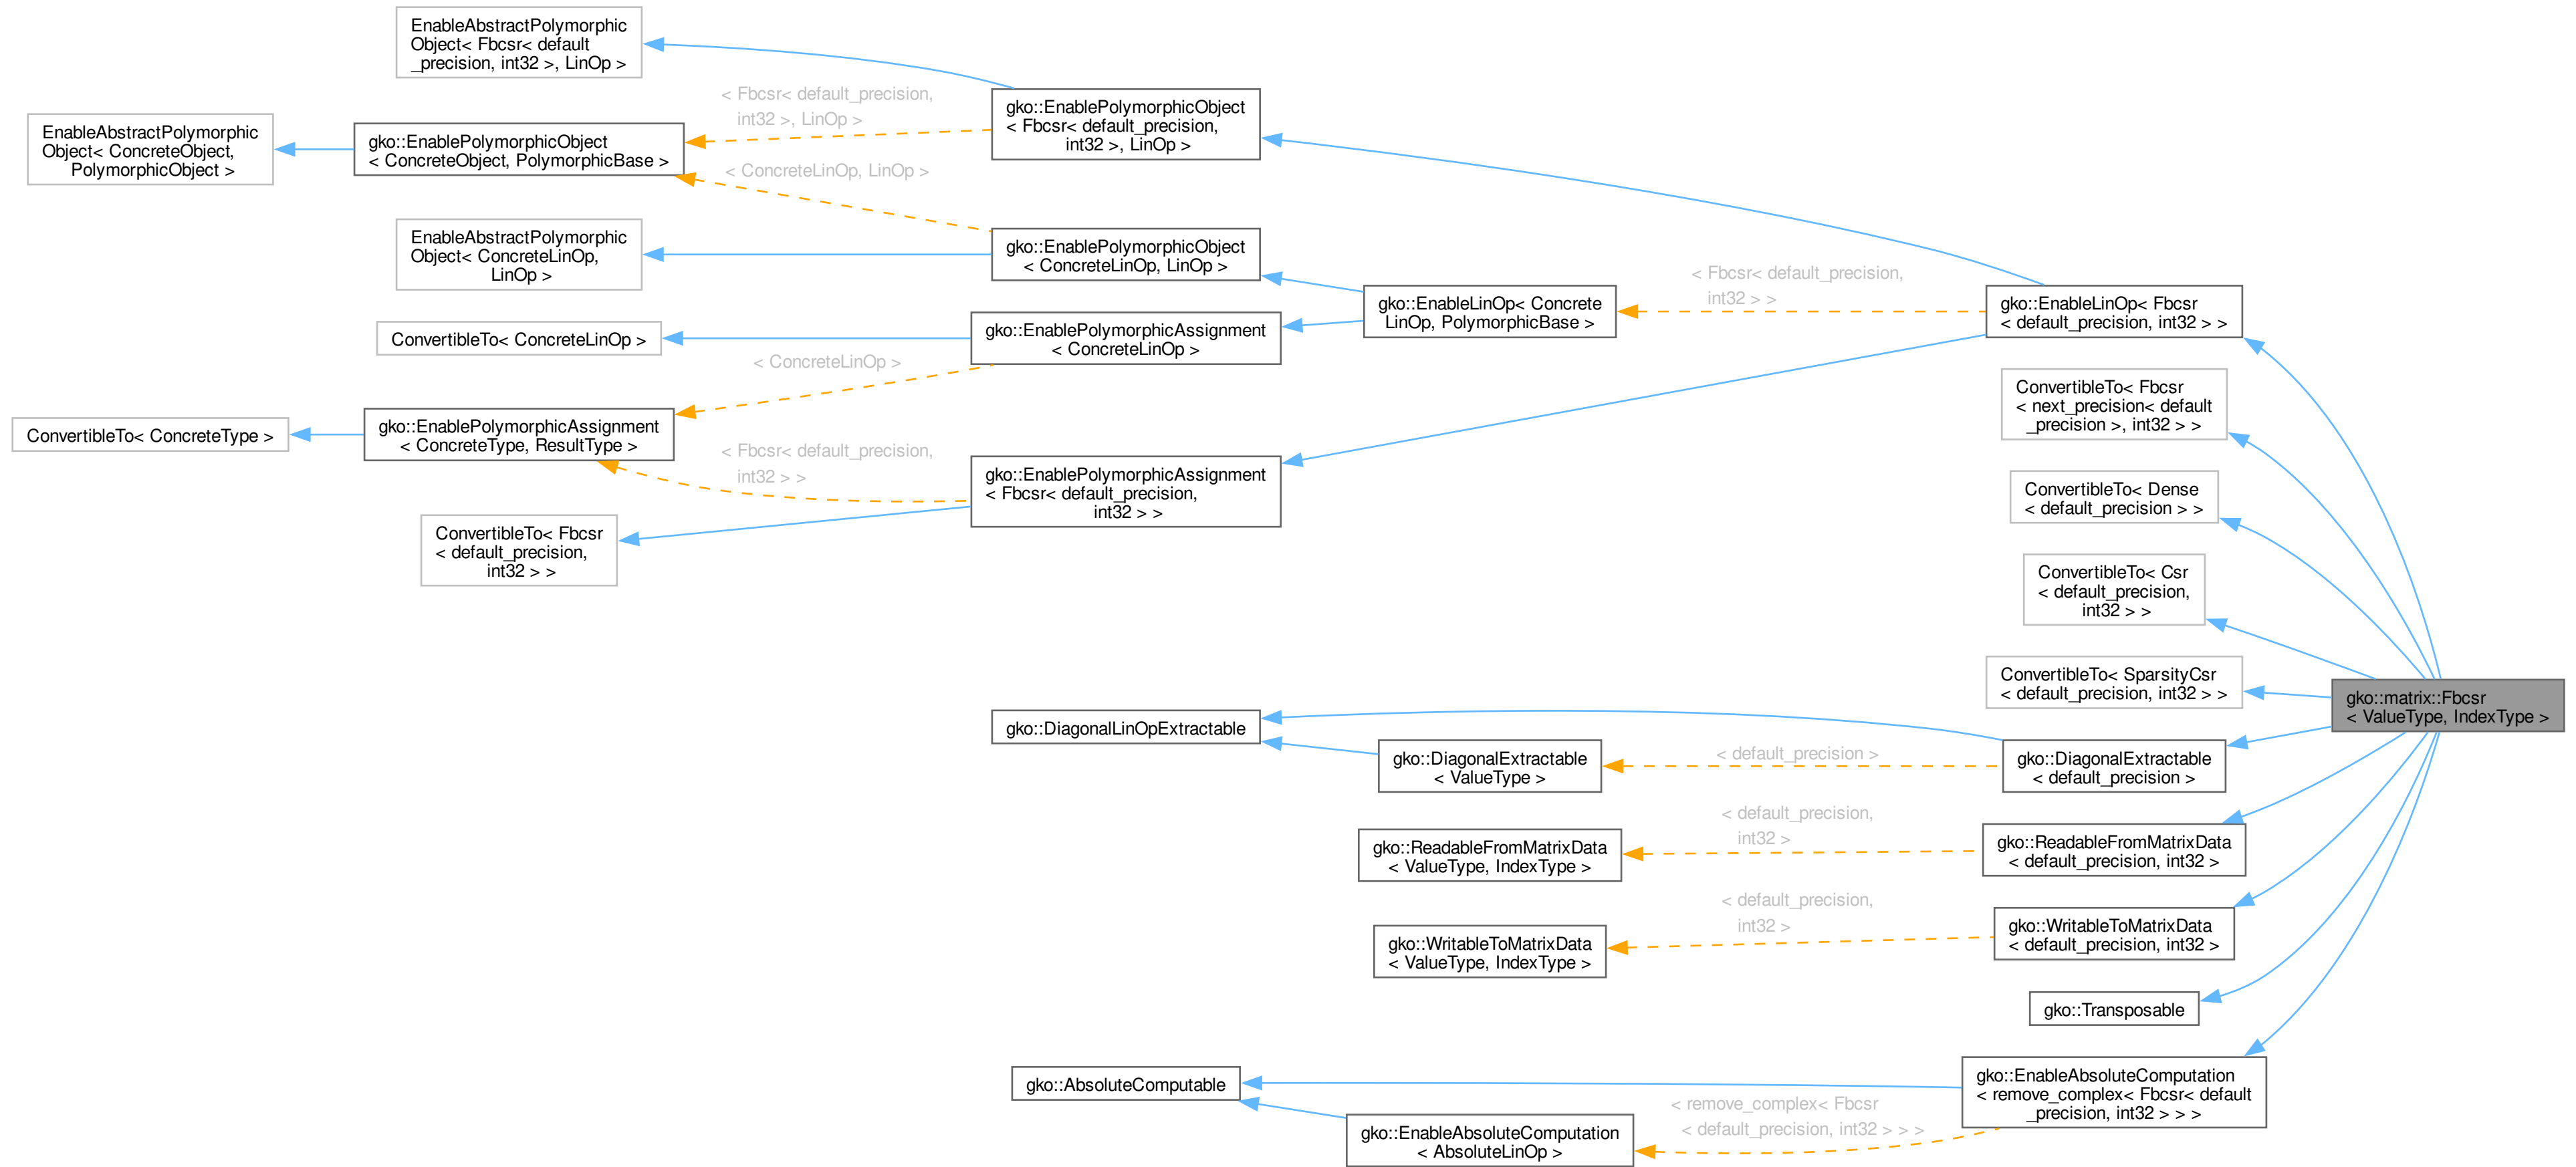 EnableAbstractPolymorphic
Object< Fbcsr< default
_precision, int32 >, LinOp >
EnableAbstractPolymorphic
Object< ConcreteObject,
PolymorphicObject >
gko::EnablePolymorphicObject
< ConcreteObject, PolymorphicBase >
< Fbcsr< default_precision,
int32 >, LinOp >
< ConcreteLinOp, LinOp >
gko::EnablePolymorphicObject
< Fbcsr< default_precision,
int32 >, LinOp >
EnableAbstractPolymorphic
Object< ConcreteLinOp,
LinOp >
gko::EnablePolymorphicObject
< ConcreteLinOp, LinOp >
ConvertibleTo< ConcreteLinOp >
gko::EnablePolymorphicAssignment
< ConcreteLinOp >
< ConcreteLinOp >
gko::EnableLinOp< Concrete
LinOp, PolymorphicBase >
< Fbcsr< default_precision,
int32 > >
gko::EnableLinOp< Fbcsr
< default_precision, int32 > >
ConvertibleTo< ConcreteType >
gko::EnablePolymorphicAssignment
< ConcreteType, ResultType >
< Fbcsr< default_precision,
int32 > >
gko::EnablePolymorphicAssignment
< Fbcsr< default_precision,
int32 > >
ConvertibleTo< Fbcsr
< default_precision,
int32 > >
ConvertibleTo< Fbcsr
< next_precision< default
_precision >, int32 > >
ConvertibleTo< Dense
< default_precision > >
ConvertibleTo< Csr
< default_precision,
int32 > >
ConvertibleTo< SparsityCsr
< default_precision, int32 > >
gko::matrix::Fbcsr
< ValueType, IndexType >
gko::DiagonalLinOpExtractable
gko::DiagonalExtractable
< ValueType >
< default_precision >
gko::DiagonalExtractable
< default_precision >
gko::ReadableFromMatrixData
< ValueType, IndexType >
< default_precision,
int32 >
gko::ReadableFromMatrixData
< default_precision, int32 >
gko::WritableToMatrixData
< ValueType, IndexType >
< default_precision,
int32 >
gko::WritableToMatrixData
< default_precision, int32 >
gko::Transposable
gko::AbsoluteComputable
gko::EnableAbsoluteComputation
< AbsoluteLinOp >
< remove_complex< Fbcsr
< default_precision, int32 > > >
gko::EnableAbsoluteComputation
< remove_complex< Fbcsr< default
_precision, int32 > > >